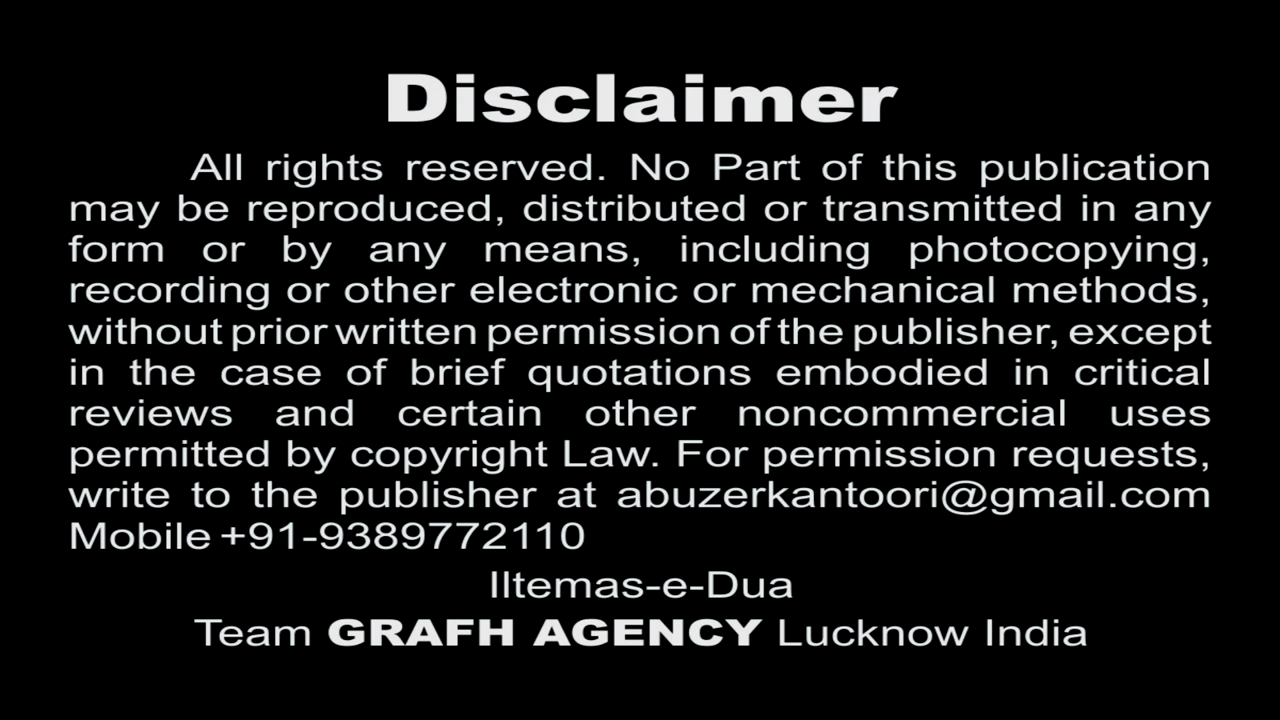 Disclaimer
All rights reserved. No Part of this publication
may be reproduced, distributed or transmitted in any
form or by any means, including photocopying,
recording or other electronic or mechanical methods,
without prior written permission of the publisher, except
in the case of brief quotations embodied in critical
reviews and certain other noncommercial uses
permitted by copyright Law. For permission requests,
write to the publisher at abuzerkantoori@gmail.com
Mobile +91-9389772110
IItemas-e-Dua
Team GRAFH AGENCY Lucknow India